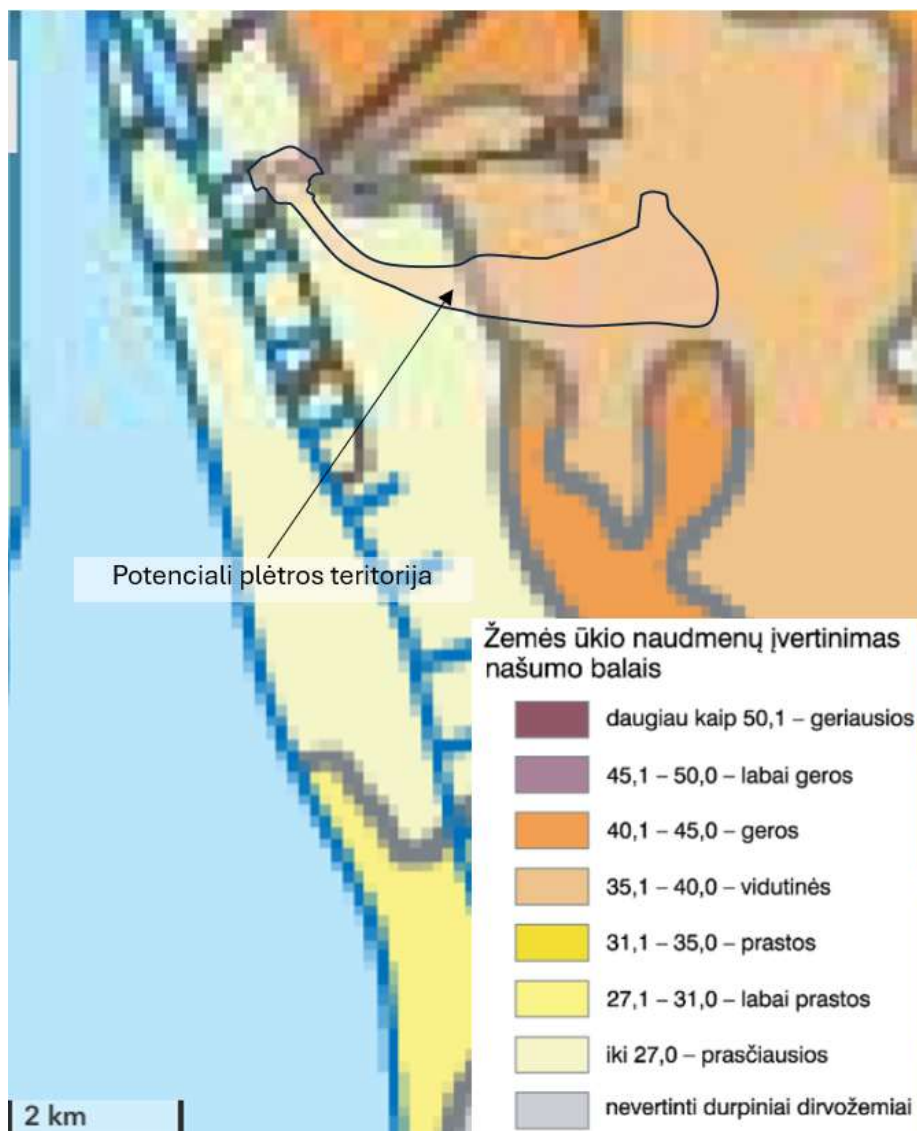 Potenciali plėtros teritorija
Žemės ūkio naudmenų įvertinimas
našumo balais
daugiau kaip 50,1 – geriausios
45,1 – 50,0 – labai geros
40,1 – 45,0 – geros
35,1 – 40,0 – vidutinės
31,1 – 35,0 – prastos
27,1 – 31,0 – labai prastos
iki 27,0 – prasčiausios
nevertinti durpiniai dirvožemiai
2 km